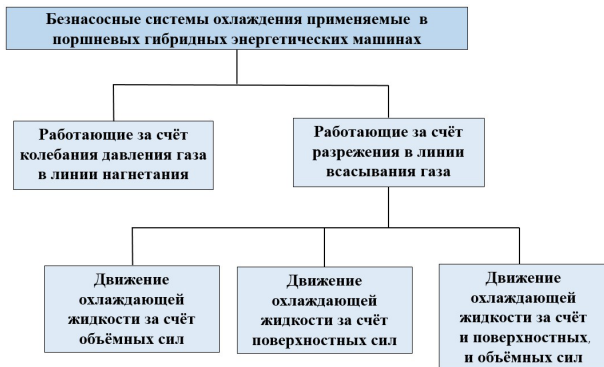 Безнасосные системы охлаждения применяемые в
поршневых гибридных энергетических машинах
Работающие за счёт
колебания давления газа
в линии нагнетания
Работающие за счёт
разрежения в линии
всасывания газа
Движение
охлаждающей
жидкости за счёт
объёмных сил
Движение
охлаждающей
жидкости за счёт
поверхностных сил
Движение
охлаждающей
жидкости за счёт
и поверхностных,
и объёмных сил